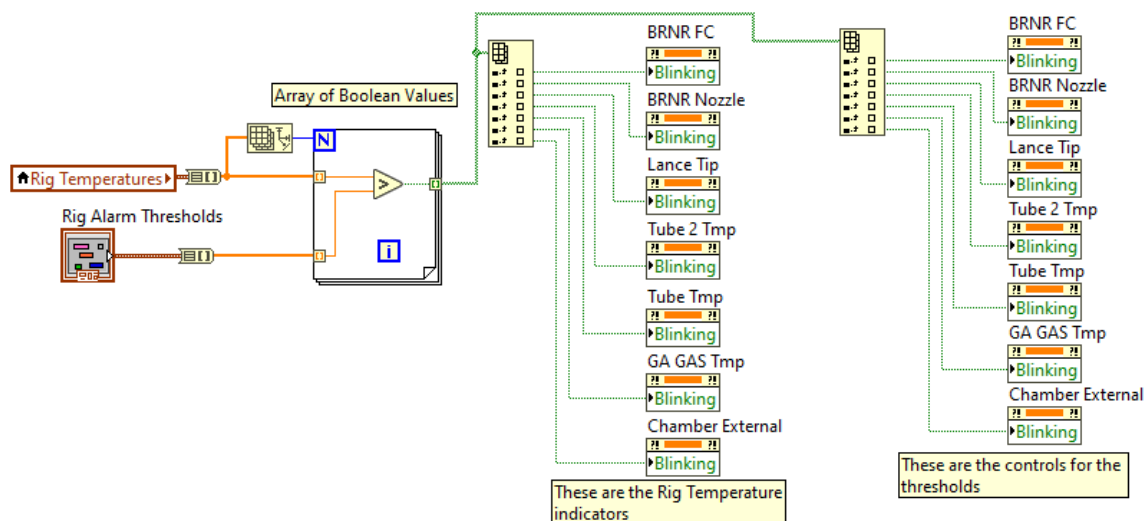 Array of Boolean Values
Rig Temperatures
Rig Alarm Thresholds
N
>
i
BRNR FC
?! ?!
Blinking
BRNR Nozzle
?! ?!
Blinking
Lance Tip
?! ?!
Blinking
Tube 2 Tmp
?! ?!
Blinking
Tube Tmp
?! ?!
Blinking
GA GAS Tmp
?! ?!
Blinking
Chamber External
?! ?!
Blinking
These are the Rig Temperature
indicators
BRNR FC
?! ?!
Blinking
BRNR Nozzle
?! ?!
Blinking
Lance Tip
?! ?!
Blinking
Tube 2 Tmp
?! ?!
Blinking
Tube Tmp
?! ?!
Blinking
GA GAS Tmp
?! ?!
Blinking
Chamber External
?! ?!
Blinking
These are the controls for the
thresholds